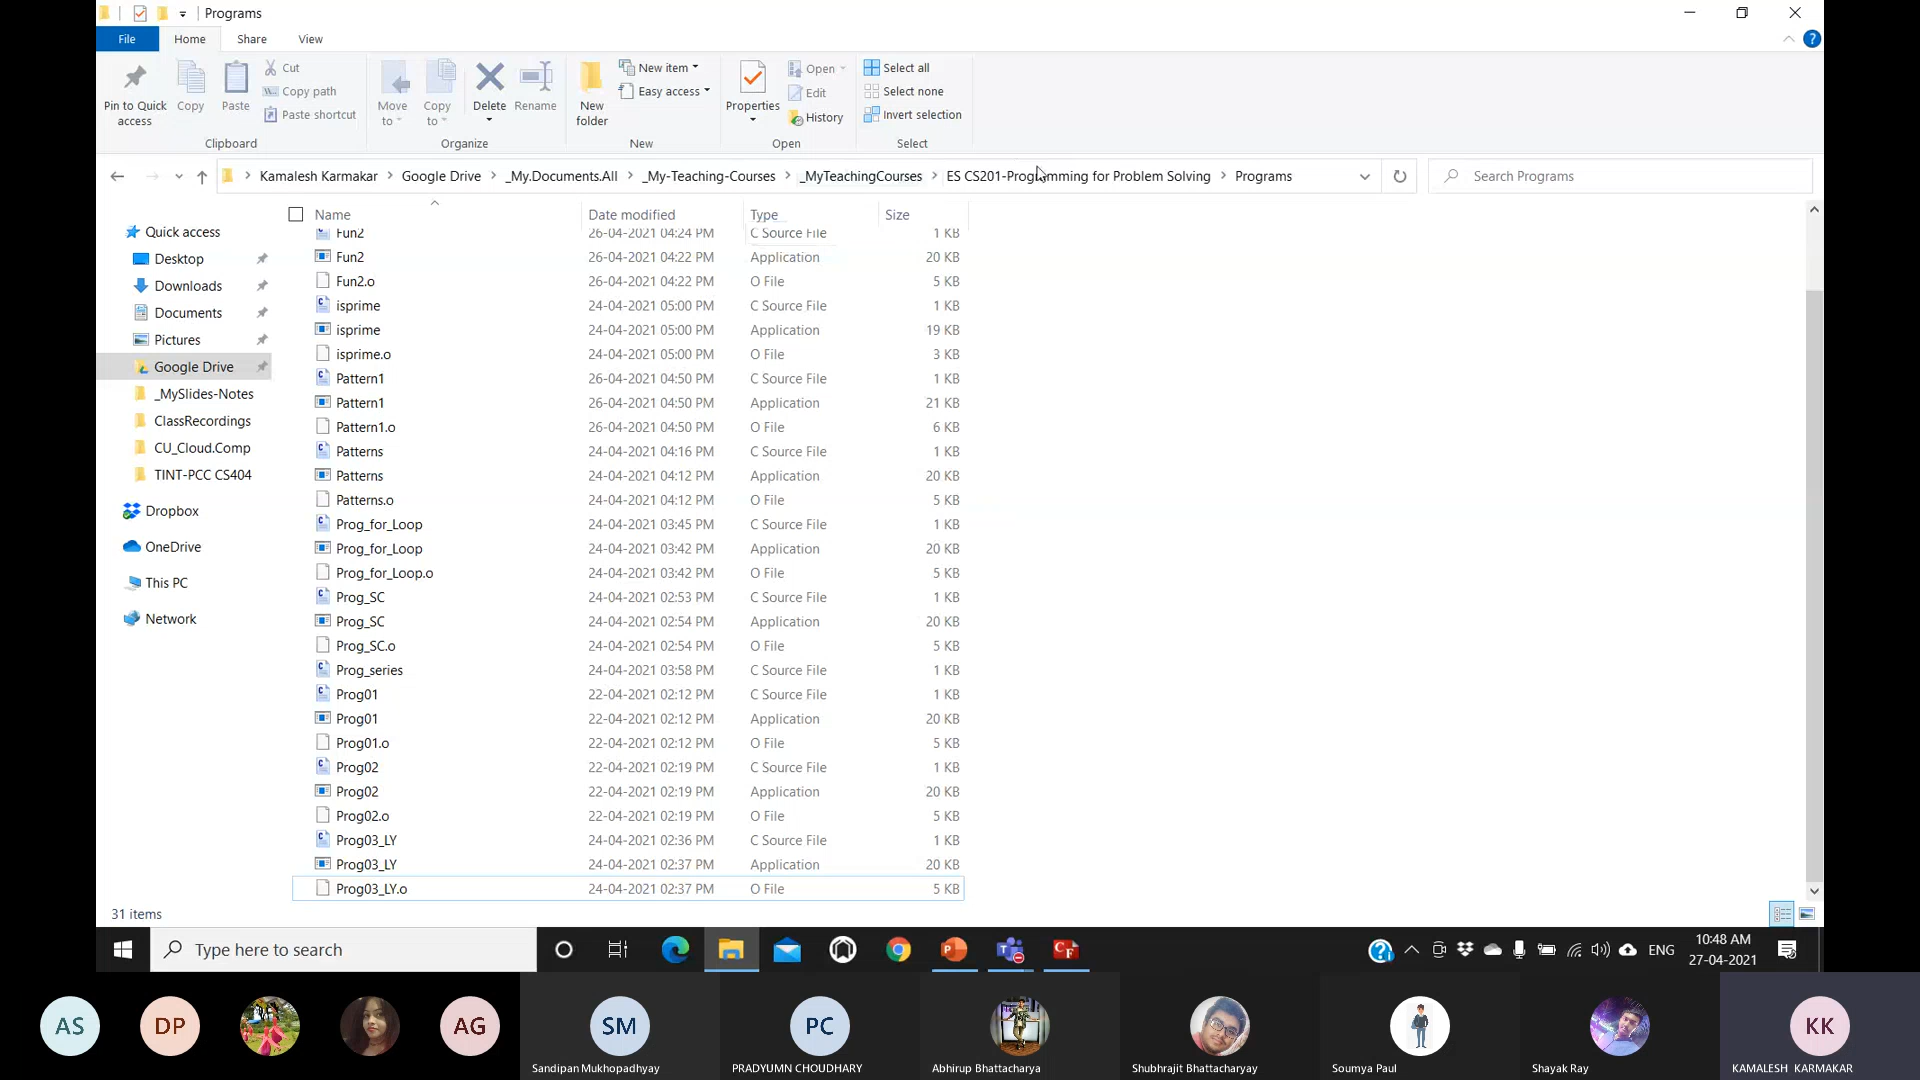 Programs
File Home Share View
Pin to Quick access
Copy
Paste
Cut
Copy path
Paste shortcut
Clipboard
Move to
Copy to
Delete
Rename
Organize
New folder
New item
Easy access
New
Properties
Open
Edit
History
Open
Select all
Select none
Invert selection
Select
Kamalesh Karmakar > Google Drive > _My.Documents.All > _My-Teaching-Courses > _MyTeachingCourses > ES CS201-Programming for Problem Solving > Programs
Search Programs
Quick access
Desktop
Downloads
Documents
Pictures
Google Drive
_MySlides-Notes
ClassRecordings
CU_Cloud.Comp
TINT-PCC CS404
Dropbox
OneDrive
This PC
Network
Name Date modified Type Size
Fun2 26-04-2021 04:24 PM C Source File 1 KB
Fun2 26-04-2021 04:22 PM Application 20 KB
Fun2.o 26-04-2021 04:22 PM O File 5 KB
isprime 24-04-2021 05:00 PM C Source File 1 KB
isprime 24-04-2021 05:00 PM Application 19 KB
isprime.o 24-04-2021 05:00 PM O File 3 KB
Pattern1 26-04-2021 04:50 PM C Source File 1 KB
Pattern1 26-04-2021 04:50 PM Application 21 KB
Pattern1.o 26-04-2021 04:50 PM O File 6 KB
Patterns 24-04-2021 04:16 PM C Source File 1 KB
Patterns 24-04-2021 04:12 PM Application 20 KB
Patterns.o 24-04-2021 04:12 PM O File 5 KB
Prog_for_Loop 24-04-2021 03:45 PM C Source File 1 KB
Prog_for_Loop 24-04-2021 03:42 PM Application 20 KB
Prog_for_Loop.o 24-04-2021 03:42 PM O File 5 KB
Prog_SC 24-04-2021 02:53 PM C Source File 1 KB
Prog_SC 24-04-2021 02:54 PM Application 20 KB
Prog_SC.o 24-04-2021 02:54 PM O File 5 KB
Prog_series 24-04-2021 03:58 PM C Source File 1 KB
Prog01 22-04-2021 02:12 PM C Source File 1 KB
Prog01 22-04-2021 02:12 PM Application 20 KB
Prog01.o 22-04-2021 02:12 PM O File 5 KB
Prog02 22-04-2021 02:19 PM C Source File 1 KB
Prog02 22-04-2021 02:19 PM Application 20 KB
Prog02.o 22-04-2021 02:19 PM O File 5 KB
Prog03_LY 24-04-2021 02:36 PM C Source File 1 KB
Prog03_LY 24-04-2021 02:37 PM Application 20 KB
Prog03_LY.o 24-04-2021 02:37 PM O File 5 KB
31 items
Type here to search
ENG
10:48 AM
27-04-2021
AS DP AG SM PC KK
Sandipan Mukhopadhyay
PRADYUMN CHOUDHARY
Abhirup Bhattacharya
Shubhrajit Bhattacharyay
Soumya Paul
Shayak Ray
KAMALESH KARMAKAR